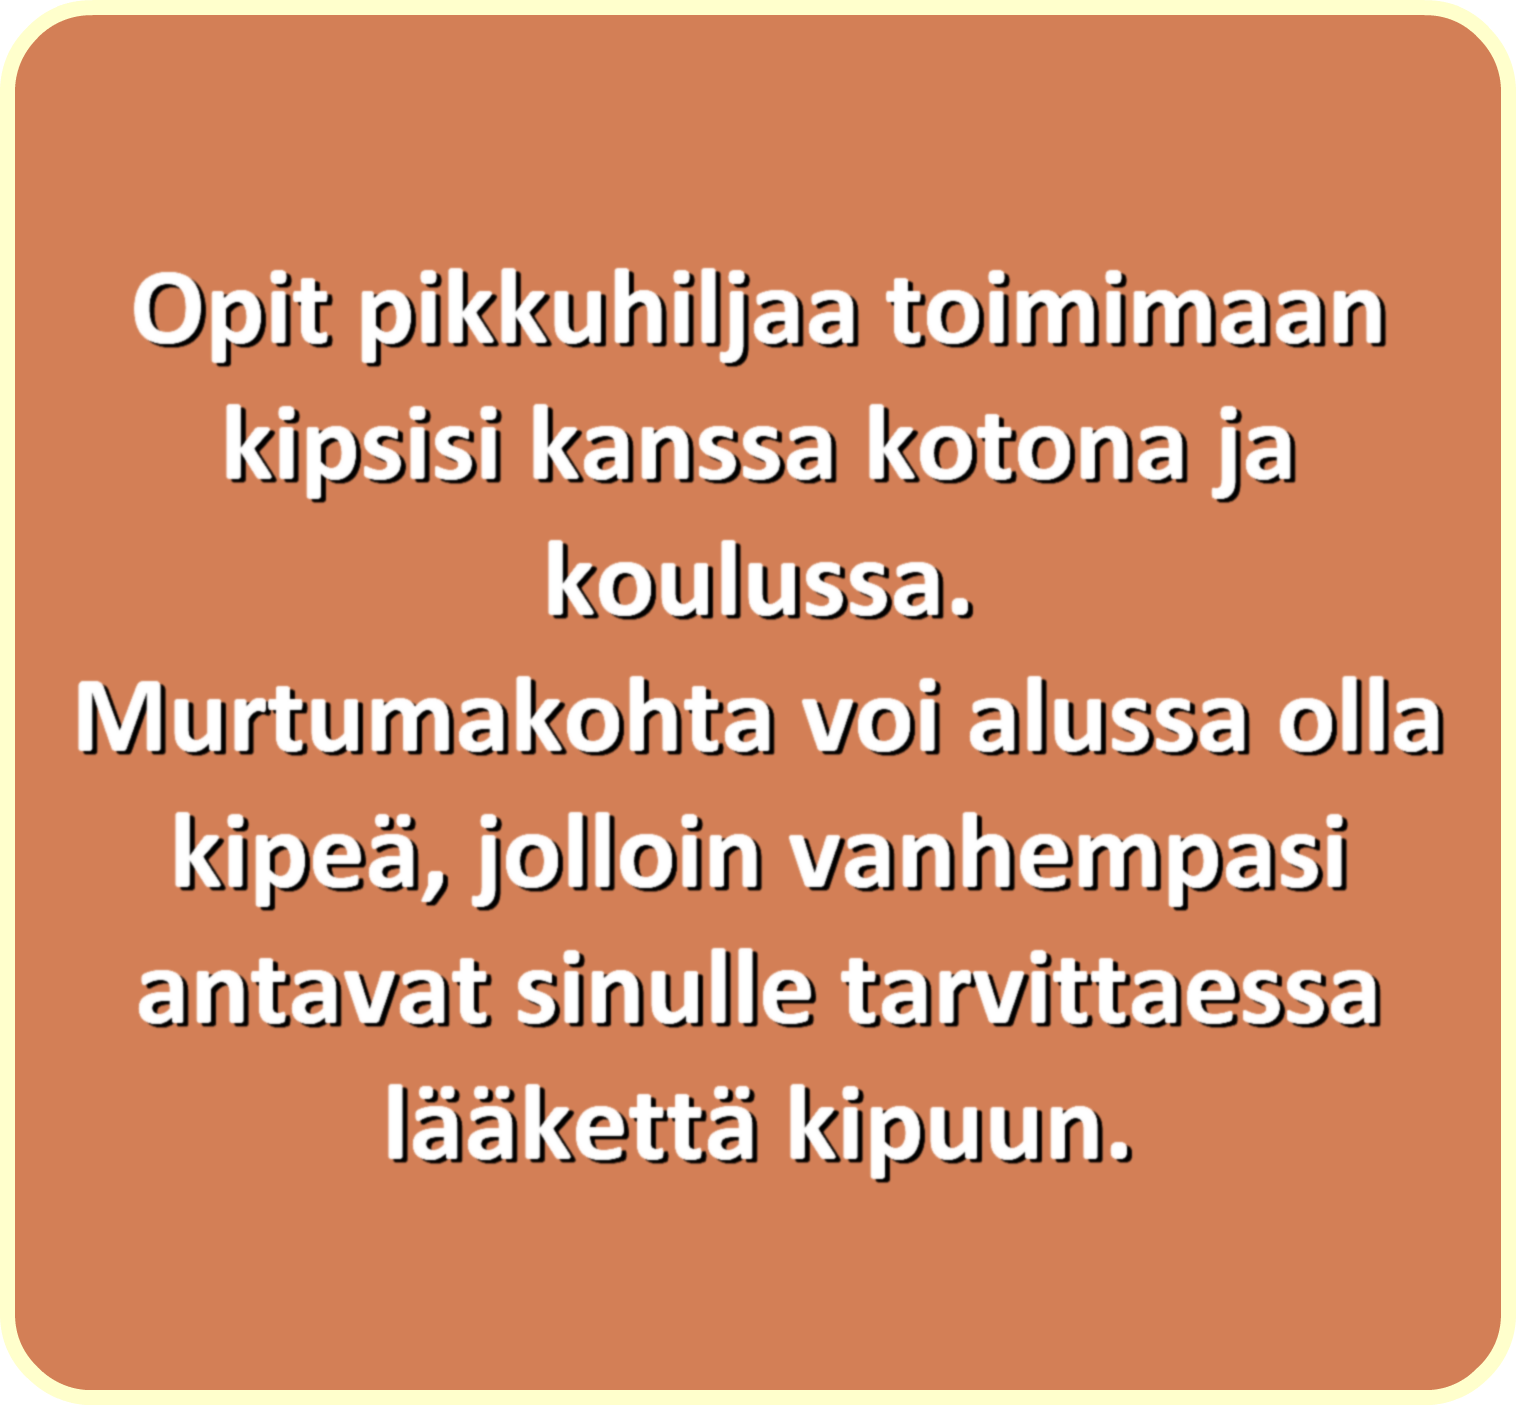 Opit pikkuhiljaa toimimaan
kipsisi kanssa kotona ja
koulussa.
Murtumakohta voi alussa olla
kipeä, jolloin vanhempasi
antavat sinulle tarvittaessa
lääkettä kipuun.